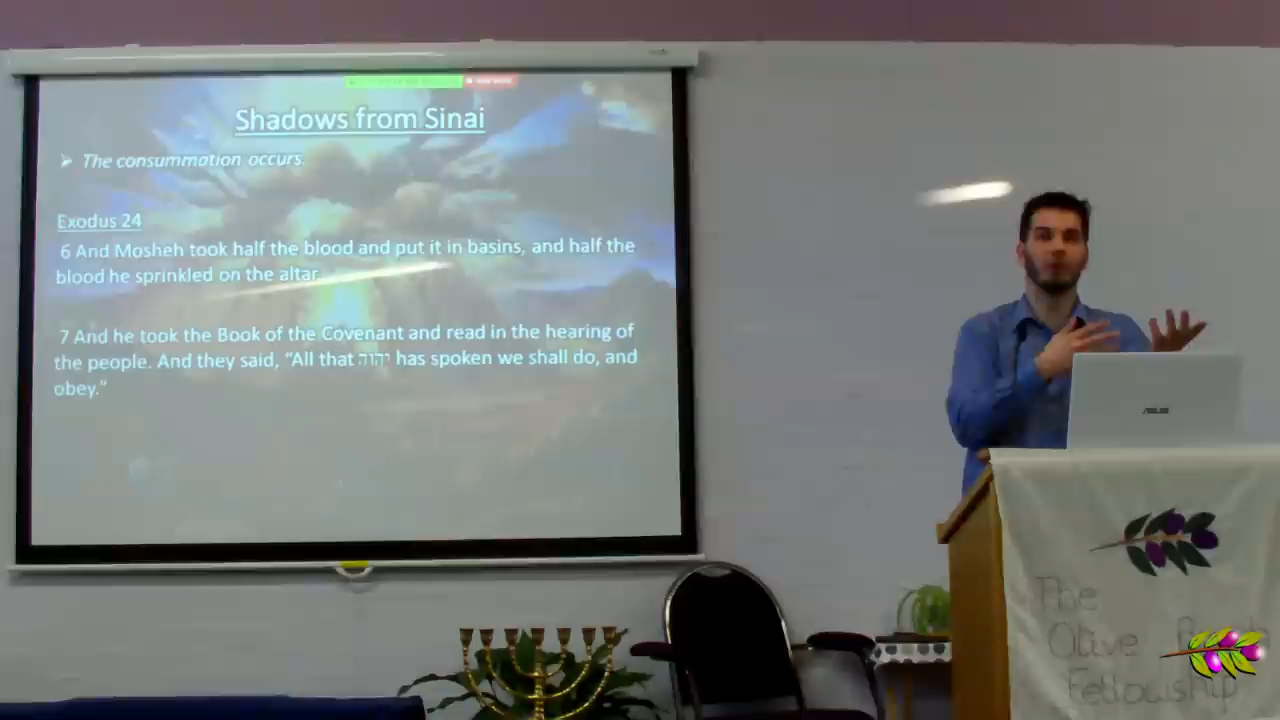 Shadows from Sinai
➢ The consummation occurs.
Exodus 24
6 And Mosheh took half the blood and put it in basins, and half the
blood he sprinkled on the altar.
7 And he took the Book of the Covenant and read in the hearing of
the people. And they said, “All that יהוה has spoken we shall do, and
obey.”
ASUS
The
Olive
Fellowship